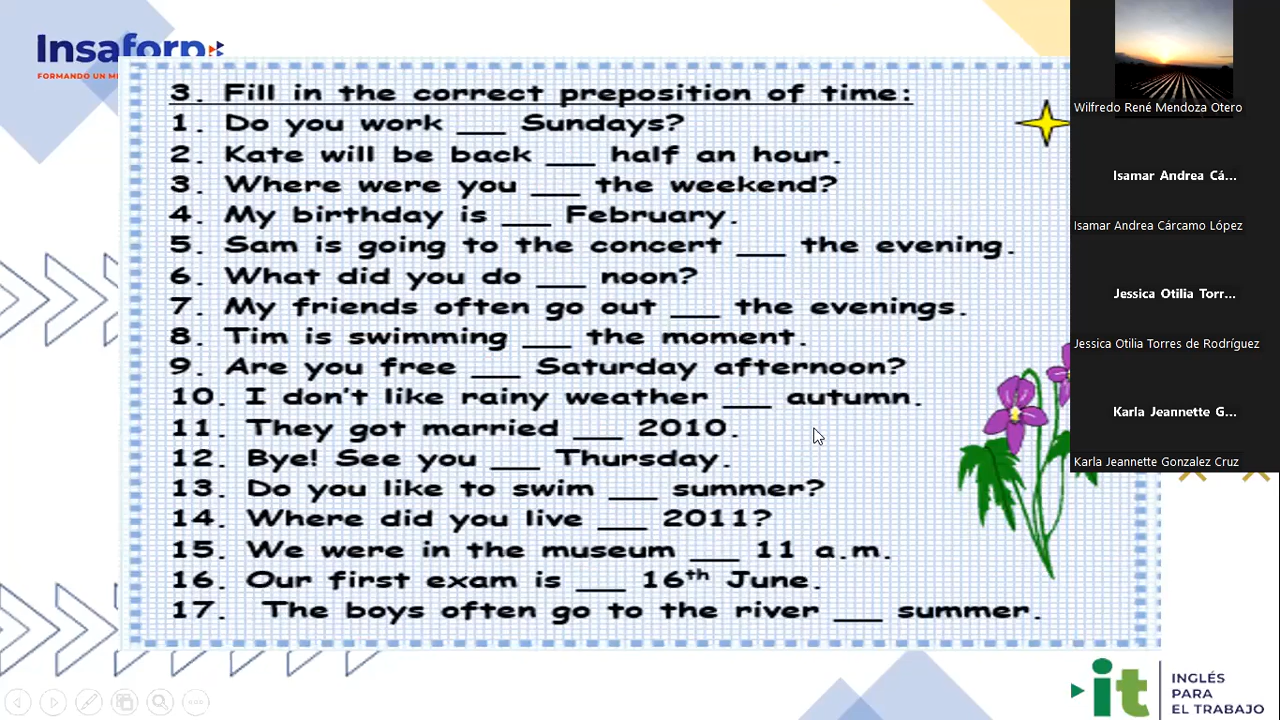 Insaforp
FORMANDO UN
3. Fill in the correct preposition of time:
1. Do you work ___ Sundays?
2. Kate will be back ___ half an hour.
3. Where were you ___ the weekend?
4. My birthday is ___ February.
5. Sam is going to the concert ___ the evening.
6. What did you do ___ noon?
7. My friends often go out ___ the evenings.
8. Tim is swimming ___ the moment.
9. Are you free ___ Saturday afternoon?
10. I don't like rainy weather ___ autumn.
11. They got married ___ 2010.
12. Bye! See you ___ Thursday.
13. Do you like to swim ___ summer?
14. Where did you live ___ 2011?
15. We were in the museum ___ 11 a.m.
16. Our first exam is ___ 16th June.
17. The boys often go to the river ___ summer.
Wilfredo René Mendoza Otero
Isamar Andrea Cá...
Isamar Andrea Cárcamo López
Jessica Otilia Torr...
Jessica Otilia Torres de Rodríguez
Karla Jeannette G...
Karla Jeannette Gonzalez Cruz
it
INGLÉS
PARA
EL TRABAJO